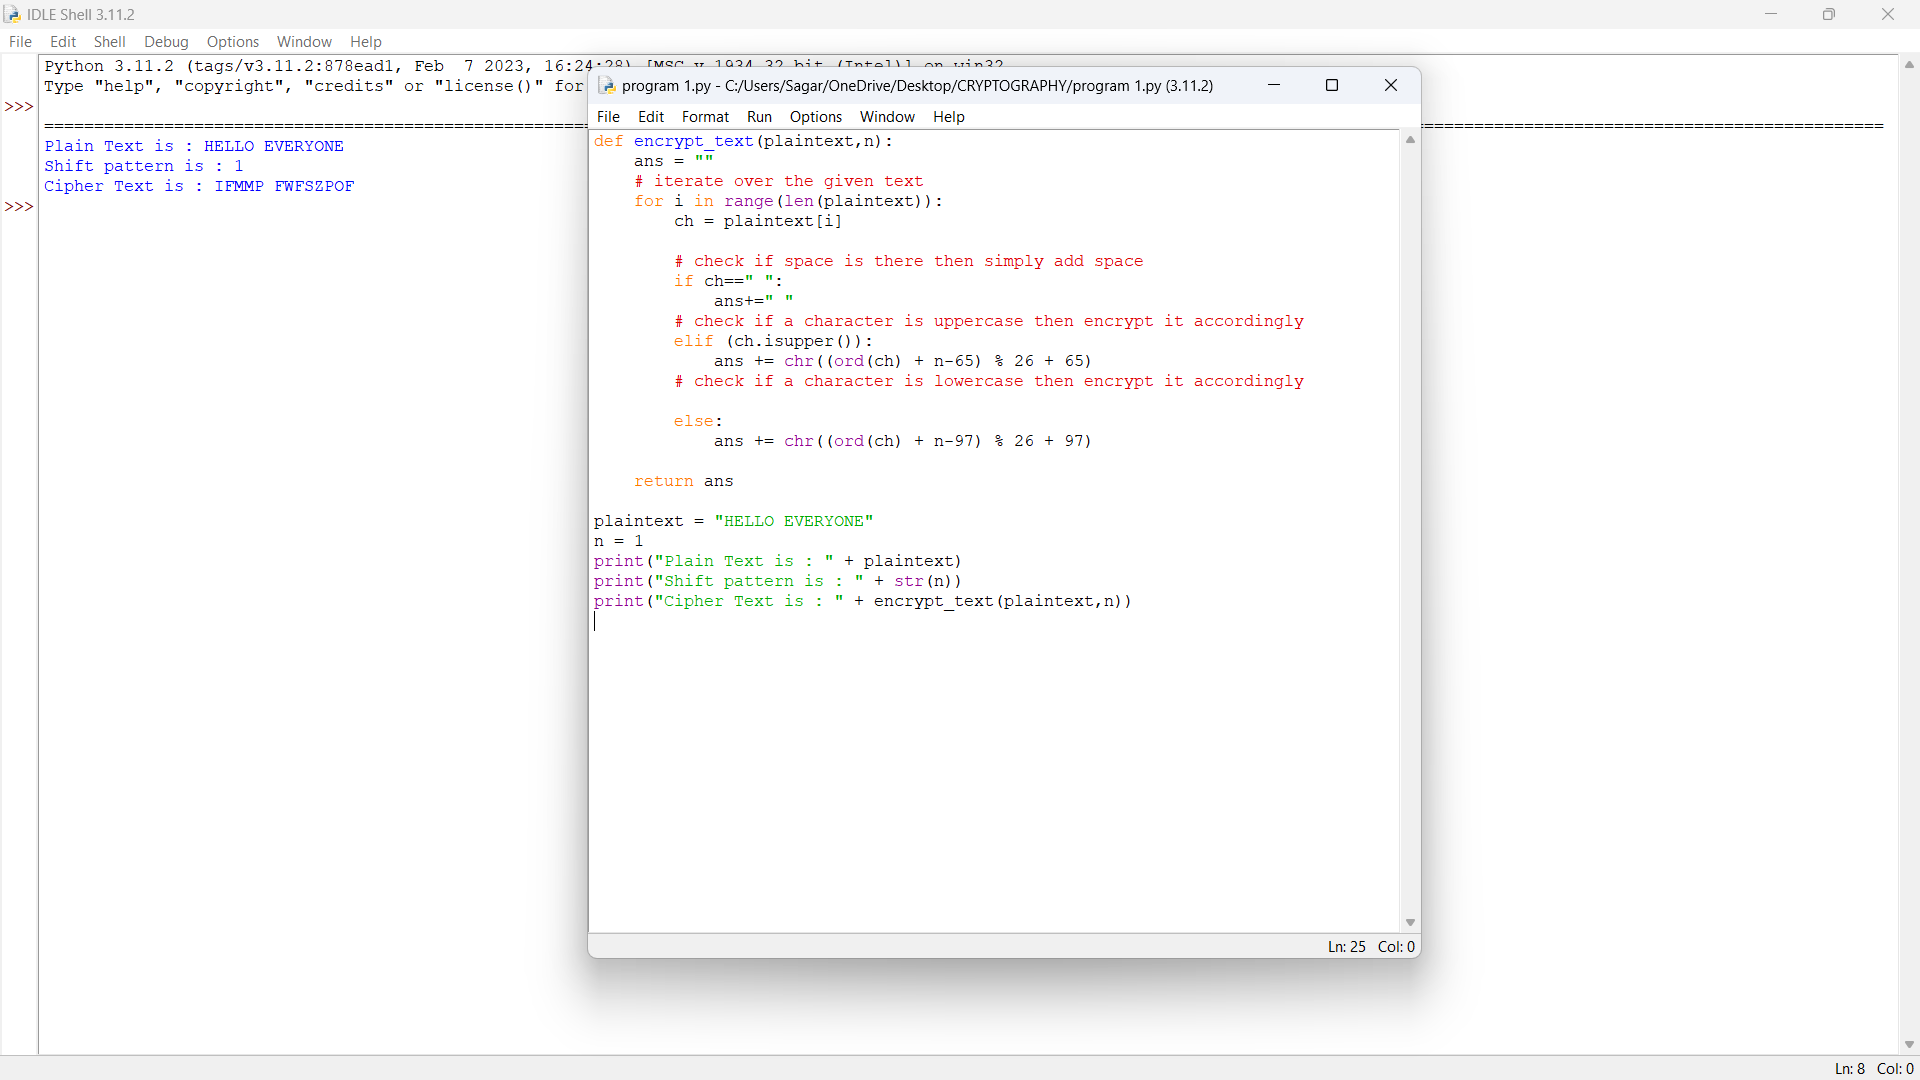 IDLE Shell 3.11.2
File Edit Shell Debug Options Window Help
Python 3.11.2 (tags/v3.11.2:878ead1, Feb  7 2023, 16:24:28) [MSC v.1934 32 bit (Intel)] on win32
Type "help", "copyright", "credits" or "license()" for
>>>
Plain Text is : HELLO EVERYONE
Shift pattern is : 1
Cipher Text is : IFMMP FWFSZPOF
>>>
program 1.py - C:/Users/Sagar/OneDrive/Desktop/CRYPTOGRAPHY/program 1.py (3.11.2)
File Edit Format Run Options Window Help
def encrypt_text(plaintext,n):
    ans = ""
    # iterate over the given text
    for i in range(len(plaintext)):
        ch = plaintext[i]
        # check if space is there then simply add space
        if ch==" ":
            ans+=" "
        # check if a character is uppercase then encrypt it accordingly
        elif (ch.isupper()):
            ans += chr((ord(ch) + n-65) % 26 + 65)
        # check if a character is lowercase then encrypt it accordingly
        else:
            ans += chr((ord(ch) + n-97) % 26 + 97)
    return ans
plaintext = "HELLO EVERYONE"
n = 1
print("Plain Text is : " + plaintext)
print("Shift pattern is : " + str(n))
print("Cipher Text is : " + encrypt_text(plaintext,n))
Ln: 25 Col: 0
Ln: 8 Col: 0